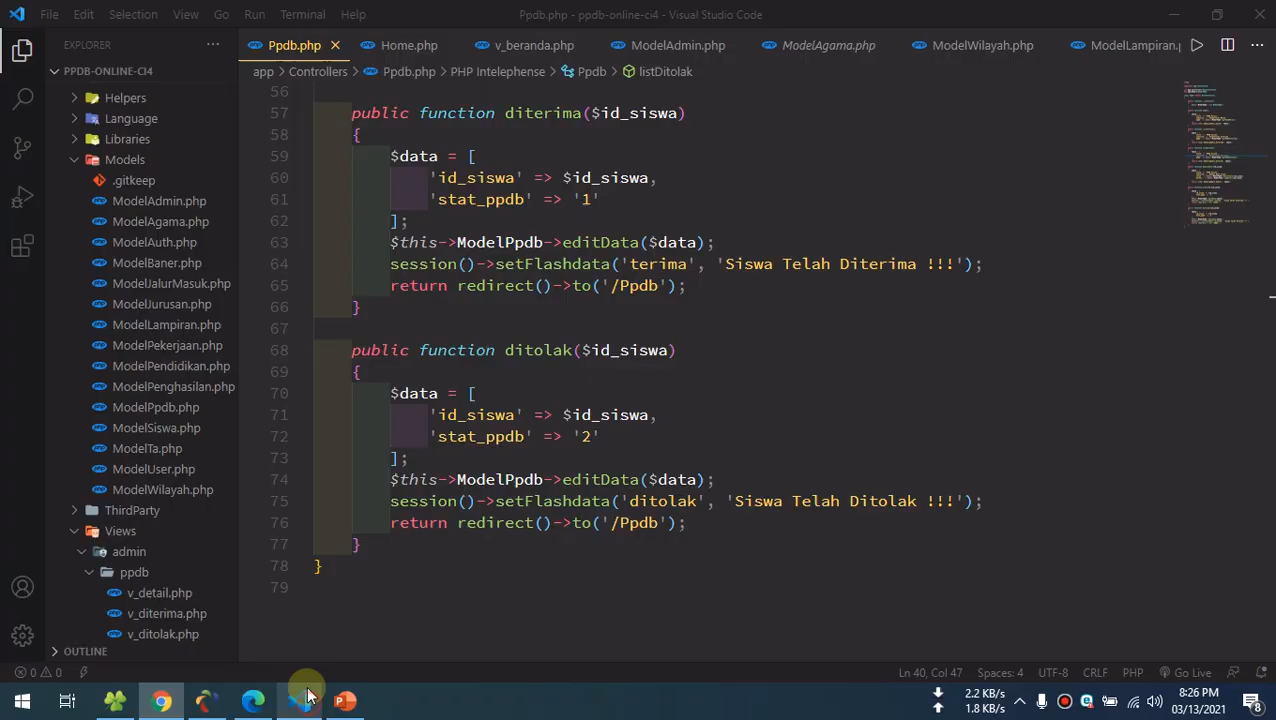 File Edit Selection View Go Run Terminal Help Ppdb.php - ppdb-online-ci4 - Visual Studio Code
EXPLORER
Ppdb.php Home.php v_beranda.php ModelAdmin.php ModelAgama.php ModelWilayah.php ModelLampiran.p
PPDB-ONLINE-CI4
app Controllers Ppdb.php PHP Intelephense Ppdb listDitolak
Helpers
Language
Libraries
Models
.gitkeep
ModelAdmin.php
ModelAgama.php
ModelAuth.php
ModelBaner.php
ModelJalurMasuk.php
ModelJurusan.php
ModelLampiran.php
ModelPekerjaan.php
ModelPendidikan.php
ModelPenghasilan.php
ModelPpdb.php
ModelSiswa.php
ModelTa.php
ModelUser.php
ModelWilayah.php
ThirdParty
Views
admin
ppdb
v_detail.php
v_diterima.php
v_ditolak.php
OUTLINE
56
57 public function diterima($id_siswa)
58 {
59 $data = [
60 'id_siswa' => $id_siswa,
61 'stat_ppdb' => '1'
62 ];
63 $this->ModelPpdb->editData($data);
64 session()->setFlashdata('terima', 'Siswa Telah Diterima !!!');
65 return redirect()->to('/Ppdb');
66 }
67
68 public function ditolak($id_siswa)
69 {
70 $data = [
71 'id_siswa' => $id_siswa,
72 'stat_ppdb' => '2'
73 ];
74 $this->ModelPpdb->editData($data);
75 session()->setFlashdata('ditolak', 'Siswa Telah Ditolak !!!');
76 return redirect()->to('/Ppdb');
77 }
78 }
79
0 0 Ln 40, Col 47 Spaces: 4 UTF-8 CRLF PHP Go Live
2.2 KB/s
1.8 KB/s
8:26 PM
03/13/2021
8